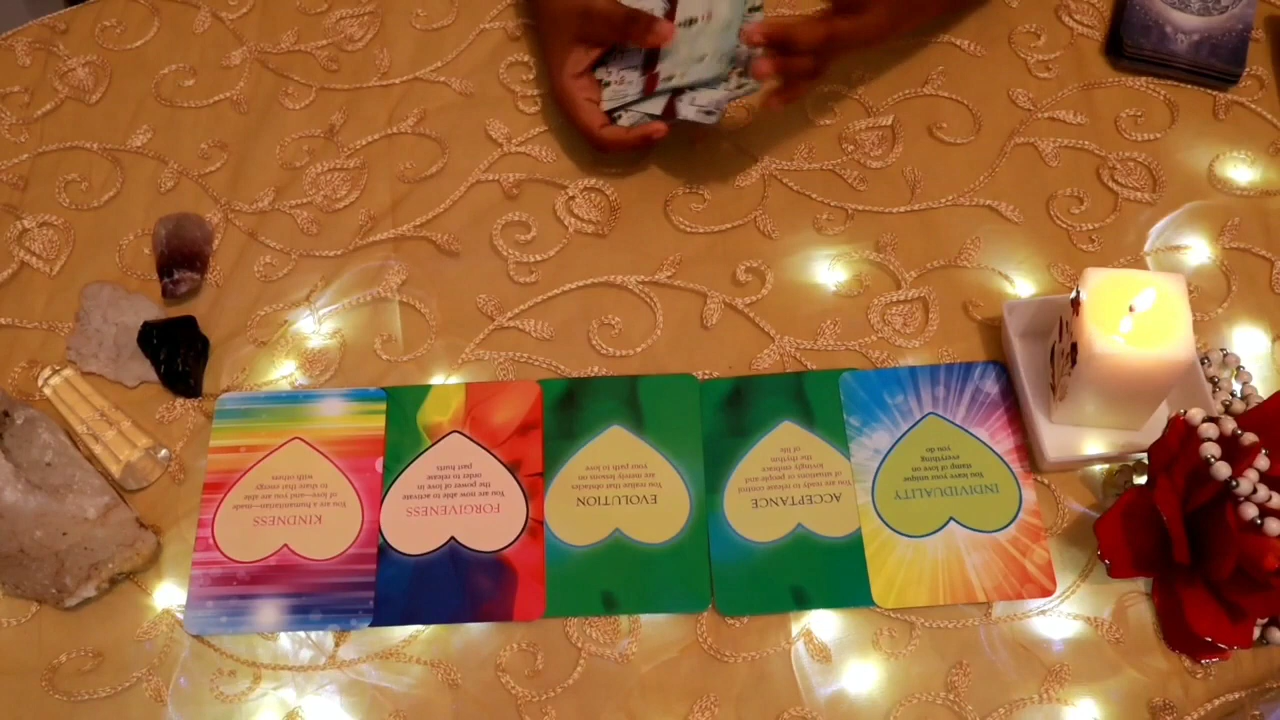 KINDNESS
You are a humanitarian—made
of love—and you are able
to share that energy
with others
FORGIVENESS
You are now able to activate
the power of love in
order to release
past hurts
EVOLUTION
You realize that obstacles
are merely lessons on
your path to love
ACCEPTANCE
You are ready to release control
of situations and people and
lovingly embrace
the rhythm
of life
INDIVIDUALITY
You have your unique
stamp of love on
everything
you do